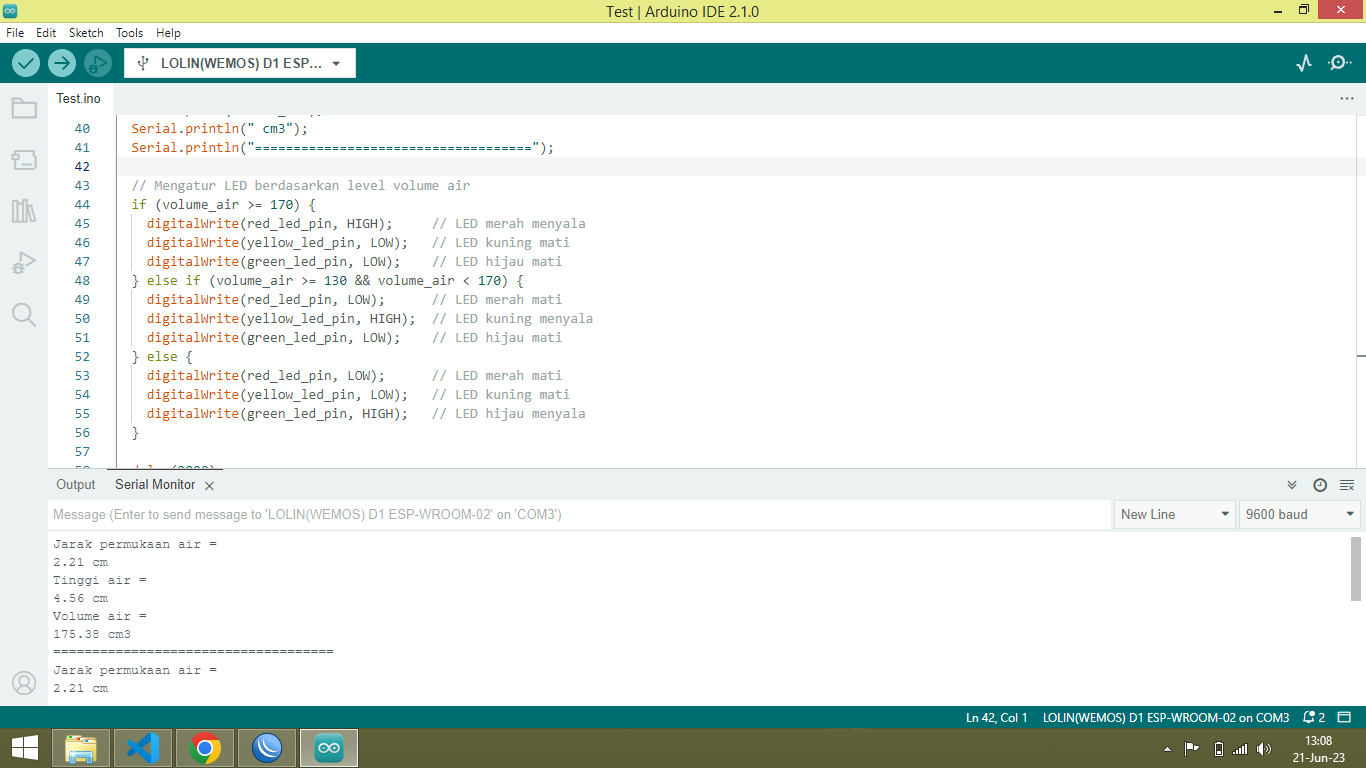 Test | Arduino IDE 2.1.0
File Edit Sketch Tools Help
LOLIN(WEMOS) D1 ESP...
Test.ino
40 Serial.println(" cm3");
41 Serial.println("====================================");
42
43 // Mengatur LED berdasarkan level volume air
44 if (volume_air >= 170) {
45 digitalWrite(red_led_pin, HIGH); // LED merah menyala
46 digitalWrite(yellow_led_pin, LOW); // LED kuning mati
47 digitalWrite(green_led_pin, LOW); // LED hijau mati
48 } else if (volume_air >= 130 && volume_air < 170) {
49 digitalWrite(red_led_pin, LOW); // LED merah mati
50 digitalWrite(yellow_led_pin, HIGH); // LED kuning menyala
51 digitalWrite(green_led_pin, LOW); // LED hijau mati
52 } else {
53 digitalWrite(red_led_pin, LOW); // LED merah mati
54 digitalWrite(yellow_led_pin, LOW); // LED kuning mati
55 digitalWrite(green_led_pin, HIGH); // LED hijau menyala
56 }
57
Output Serial Monitor
Message (Enter to send message to 'LOLIN(WEMOS) D1 ESP-WROOM-02' on 'COM3')
New Line 9600 baud
Jarak permukaan air =
2.21 cm
Tinggi air =
4.56 cm
Volume air =
175.38 cm3
====================================
Jarak permukaan air =
2.21 cm
Ln 42, Col 1 LOLIN(WEMOS) D1 ESP-WROOM-02 on COM3 2
13:08
21-Jun-23